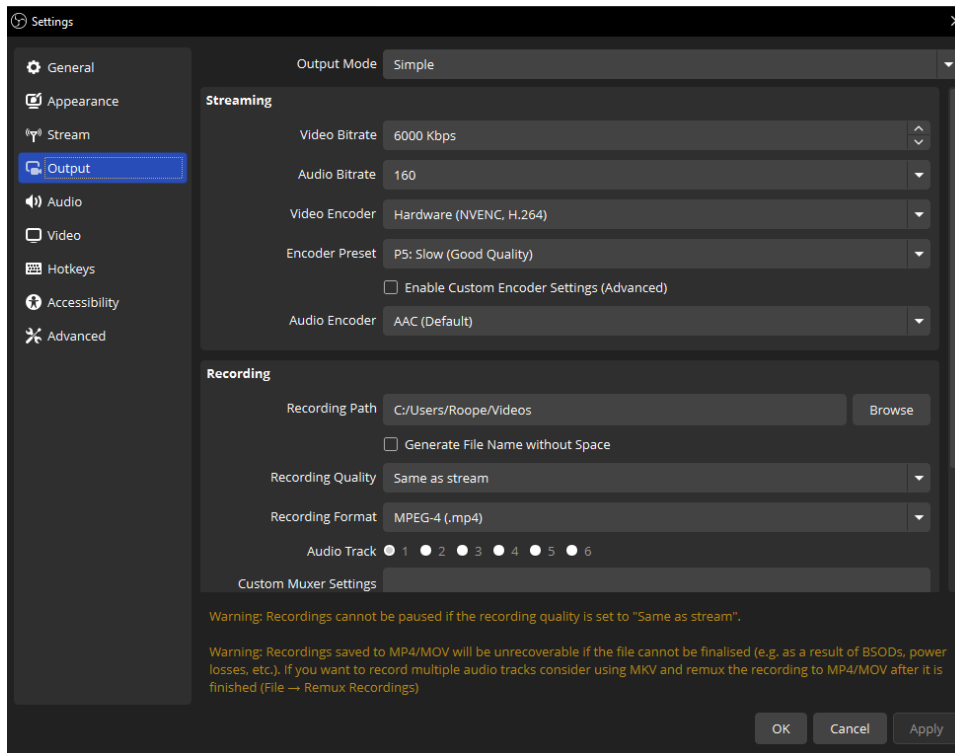 Settings
General
Appearance
Stream
Output
Audio
Video
Hotkeys
Accessibility
Advanced
Output Mode Simple
Streaming
Video Bitrate 6000 Kbps
Audio Bitrate 160
Video Encoder Hardware (NVENC, H.264)
Encoder Preset P5: Slow (Good Quality)
Enable Custom Encoder Settings (Advanced)
Audio Encoder AAC (Default)
Recording
Recording Path C:/Users/Roope/Videos Browse
Generate File Name without Space
Recording Quality Same as stream
Recording Format MPEG-4 (.mp4)
Audio Track 1 2 3 4 5 6
Custom Muxer Settings
Warning: Recordings cannot be paused if the recording quality is set to "Same as stream".
Warning: Recordings saved to MP4/MOV will be unrecoverable if the file cannot be finalised (e.g. as a result of BSODs, power
losses, etc.). If you want to record multiple audio tracks consider using MKV and remux the recording to MP4/MOV after it is
finished (File → Remux Recordings)
OK Cancel Apply